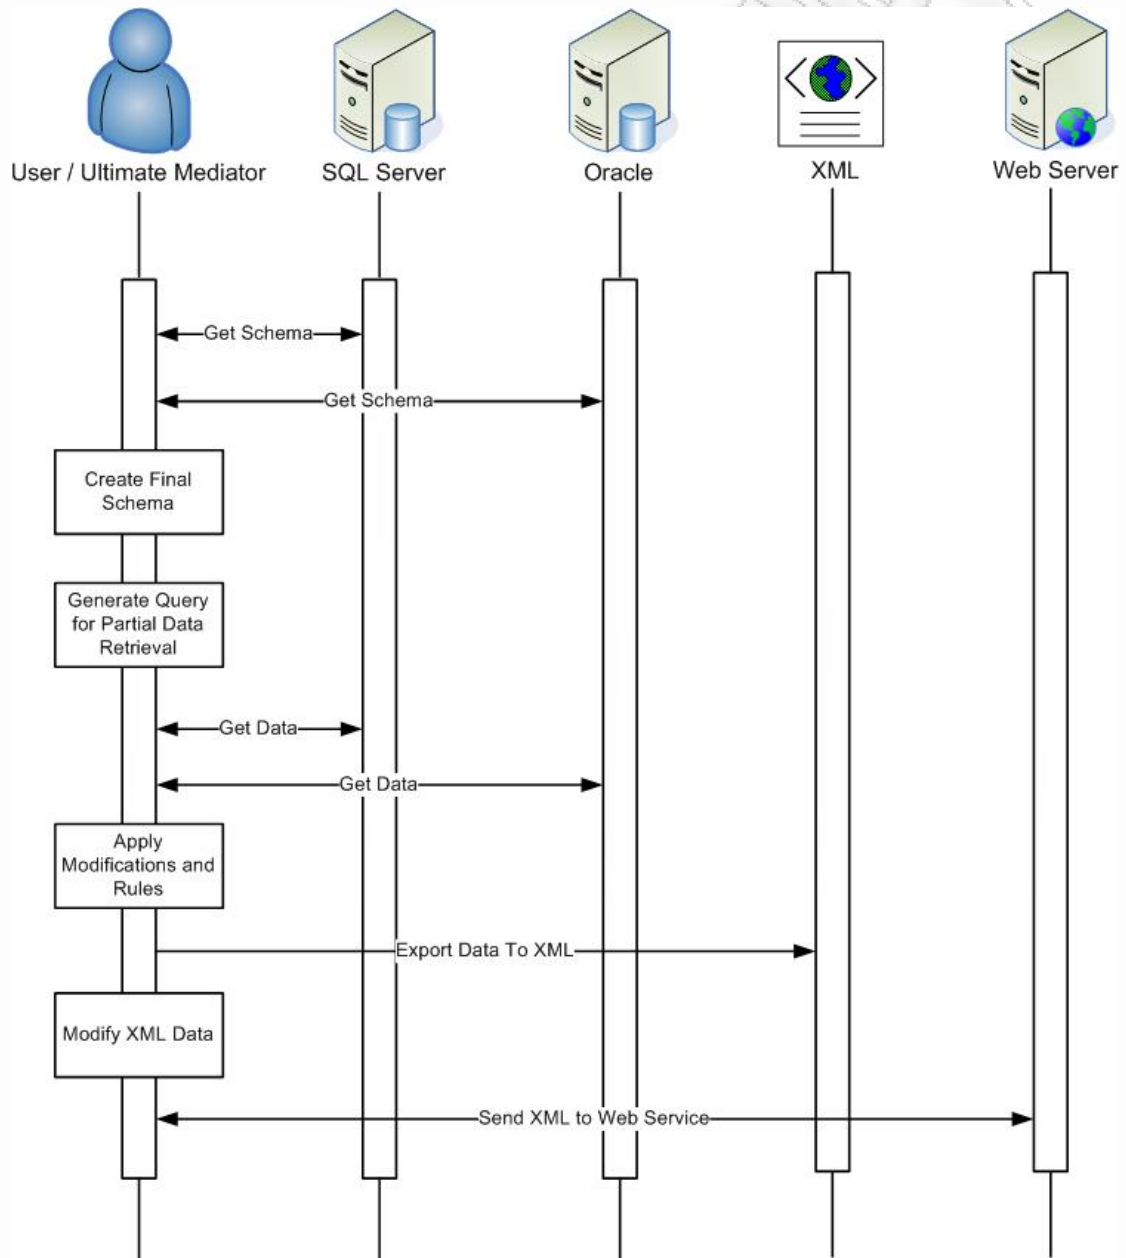 User / Ultimate Mediator
SQL Server
Oracle
XML
Web Server
Get Schema
Get Schema
Create Final
Schema
Generate Query
for Partial Data
Retrieval
Get Data
Get Data
Apply
Modifications and
Rules
Export Data To XML
Modify XML Data
Send XML to Web Service